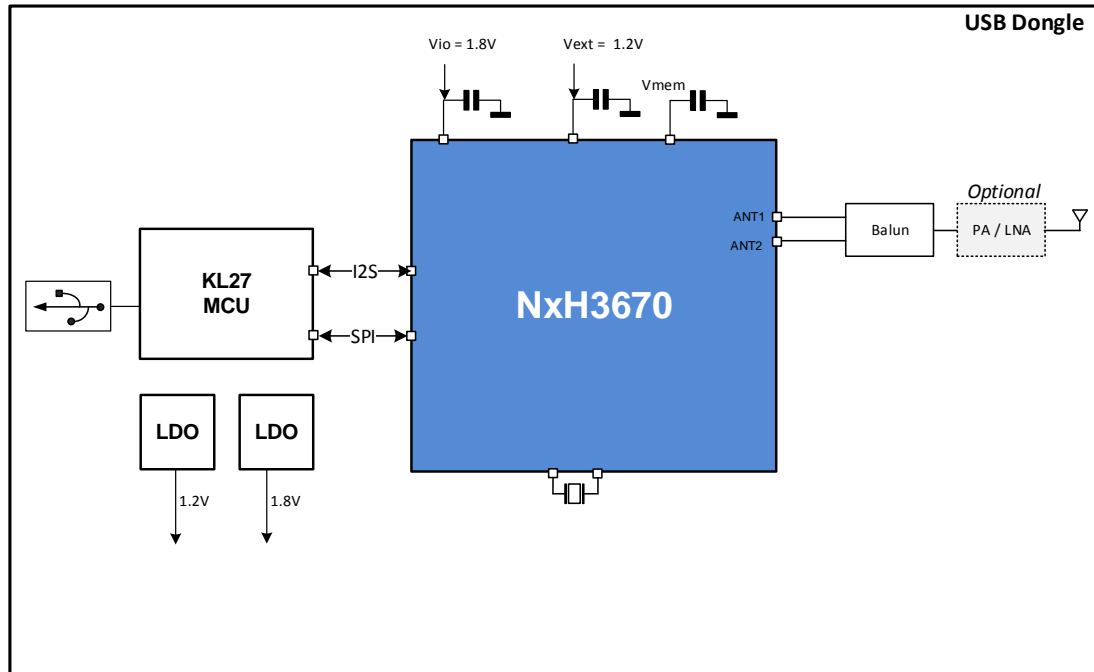 USB Dongle
Vio = 1.8V
Vext =  1.2V
Vmem
Optional
ANT1
ANT2
Balun
PA / LNA
KL27
MCU
I2S
SPI
NxH3670
LDO
LDO
1.2V
1.8V